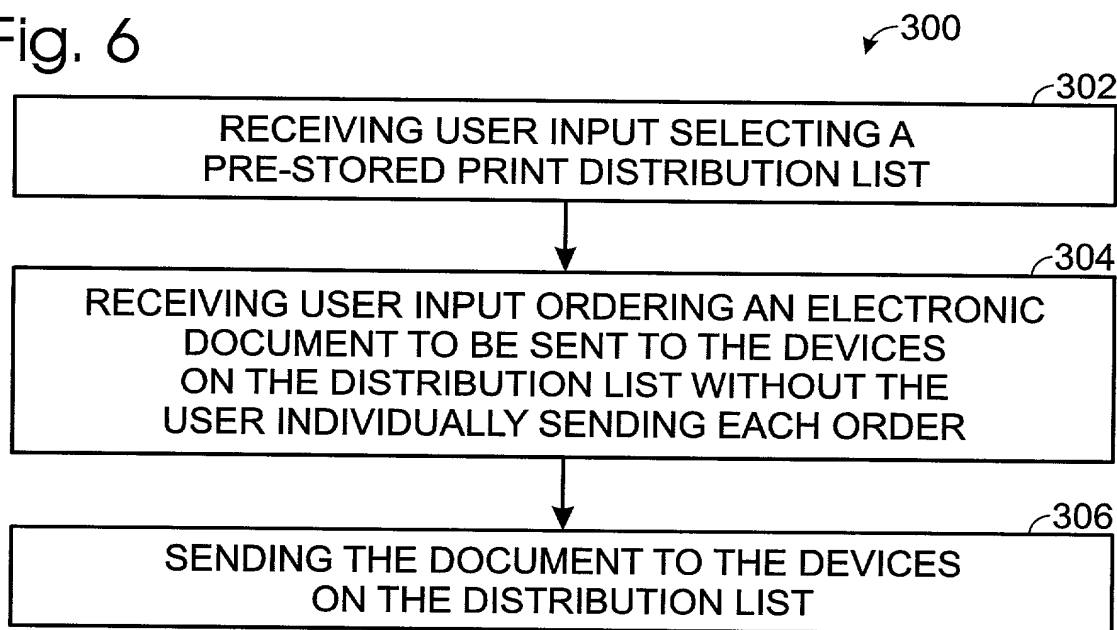 Fig. 6
300
302
RECEIVING USER INPUT SELECTING A
PRE-STORED PRINT DISTRIBUTION LIST
304
RECEIVING USER INPUT ORDERING AN ELECTRONIC
DOCUMENT TO BE SENT TO THE DEVICES
ON THE DISTRIBUTION LIST WITHOUT THE
USER INDIVIDUALLY SENDING EACH ORDER
306
SENDING THE DOCUMENT TO THE DEVICES
ON THE DISTRIBUTION LIST